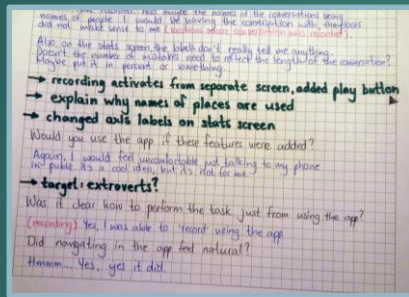 names of people I would be having the conversation with, the floors
did not make sense to me (locations where conversation was recorded).
Also, on the stats screen, the labels don't really tell me anything.
Doesn't the number of mistakes need to reflect the length of the conversation?
Maybe put it in percent or something.
→ recording activates from separate screen, added play button
→ explain why names of places are used
→ changed axis labels on stats screen
Would you use the app if these features were added?
Again, I would feel uncomfortable just talking to my phone
in public. It's a cool idea, but it's not for me.
→ target: extroverts?
Was it clear how to perform the task just from using the app?
(recording) Yes, I was able to "record" using the app
Did navigating in the app feel natural?
Hmmm... Yes, yes it did.